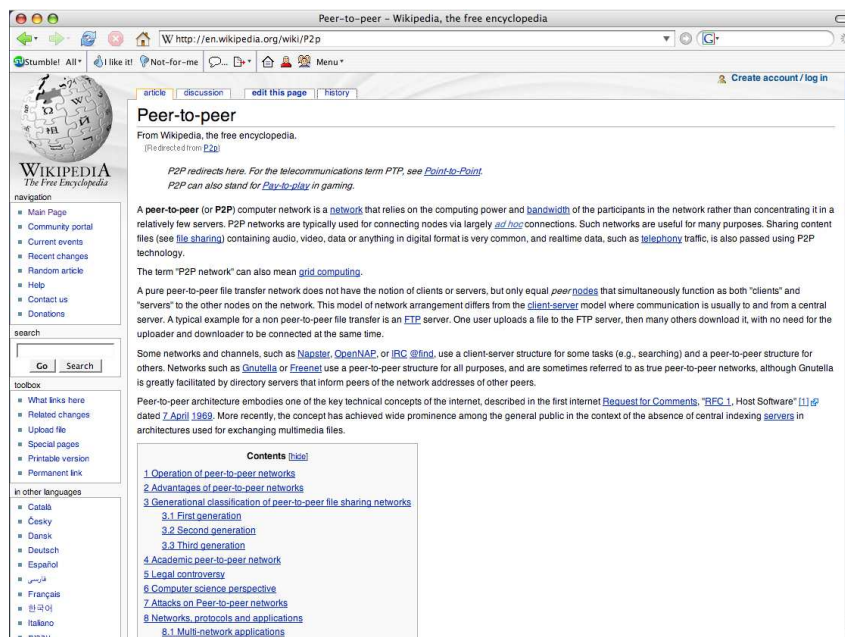 Peer-to-peer – Wikipedia, the free encyclopedia
W http://en.wikipedia.org/wiki/P2p
G
SU Stumble! All
I like it! Not-for-me
Menu
Create account / log in
article discussion edit this page history
WIKIPEDIA
The Free Encyclopedia
navigation
Main Page
Community portal
Current events
Recent changes
Random article
Help
Contact us
Donations
search
Go Search
toolbox
What links here
Related changes
Upload file
Special pages
Printable version
Permanent link
in other languages
Català
Česky
Dansk
Deutsch
Español
فارسی
Français
한국어
Italiano
Peer-to-peer
From Wikipedia, the free encyclopedia.
(Redirected from P2p)
P2P redirects here. For the telecommunications term PTP, see Point-to-Point.
P2P can also stand for Pay-to-play in gaming.
A peer-to-peer (or P2P) computer network is a network that relies on the computing power and bandwidth of the participants in the network rather than concentrating it in a
relatively few servers. P2P networks are typically used for connecting nodes via largely ad hoc connections. Such networks are useful for many purposes. Sharing content
files (see file sharing) containing audio, video, data or anything in digital format is very common, and realtime data, such as telephony traffic, is also passed using P2P
technology.
The term "P2P network" can also mean grid computing.
A pure peer-to-peer file transfer network does not have the notion of clients or servers, but only equal peer nodes that simultaneously function as both "clients" and
"servers" to the other nodes on the network. This model of network arrangement differs from the client-server model where communication is usually to and from a central
server. A typical example for a non peer-to-peer file transfer is an FTP server. One user uploads a file to the FTP server, then many others download it, with no need for the
uploader and downloader to be connected at the same time.
Some networks and channels, such as Napster, OpenNAP, or IRC @find, use a client-server structure for some tasks (e.g., searching) and a peer-to-peer structure for
others. Networks such as Gnutella or Freenet use a peer-to-peer structure for all purposes, and are sometimes referred to as true peer-to-peer networks, although Gnutella
is greatly facilitated by directory servers that inform peers of the network addresses of other peers.
Peer-to-peer architecture embodies one of the key technical concepts of the internet, described in the first internet Request for Comments, "RFC 1, Host Software" [1]
dated 7 April 1969. More recently, the concept has achieved wide prominence among the general public in the context of the absence of central indexing servers in
architectures used for exchanging multimedia files.
Contents [hide]
1 Operation of peer-to-peer networks
2 Advantages of peer-to-peer networks
3 Generational classification of peer-to-peer file sharing networks
3.1 First generation
3.2 Second generation
3.3 Third generation
4 Academic peer-to-peer network
5 Legal controversy
6 Computer science perspective
7 Attacks on Peer-to-peer networks
8 Networks, protocols and applications
8.1 Multi-network applications